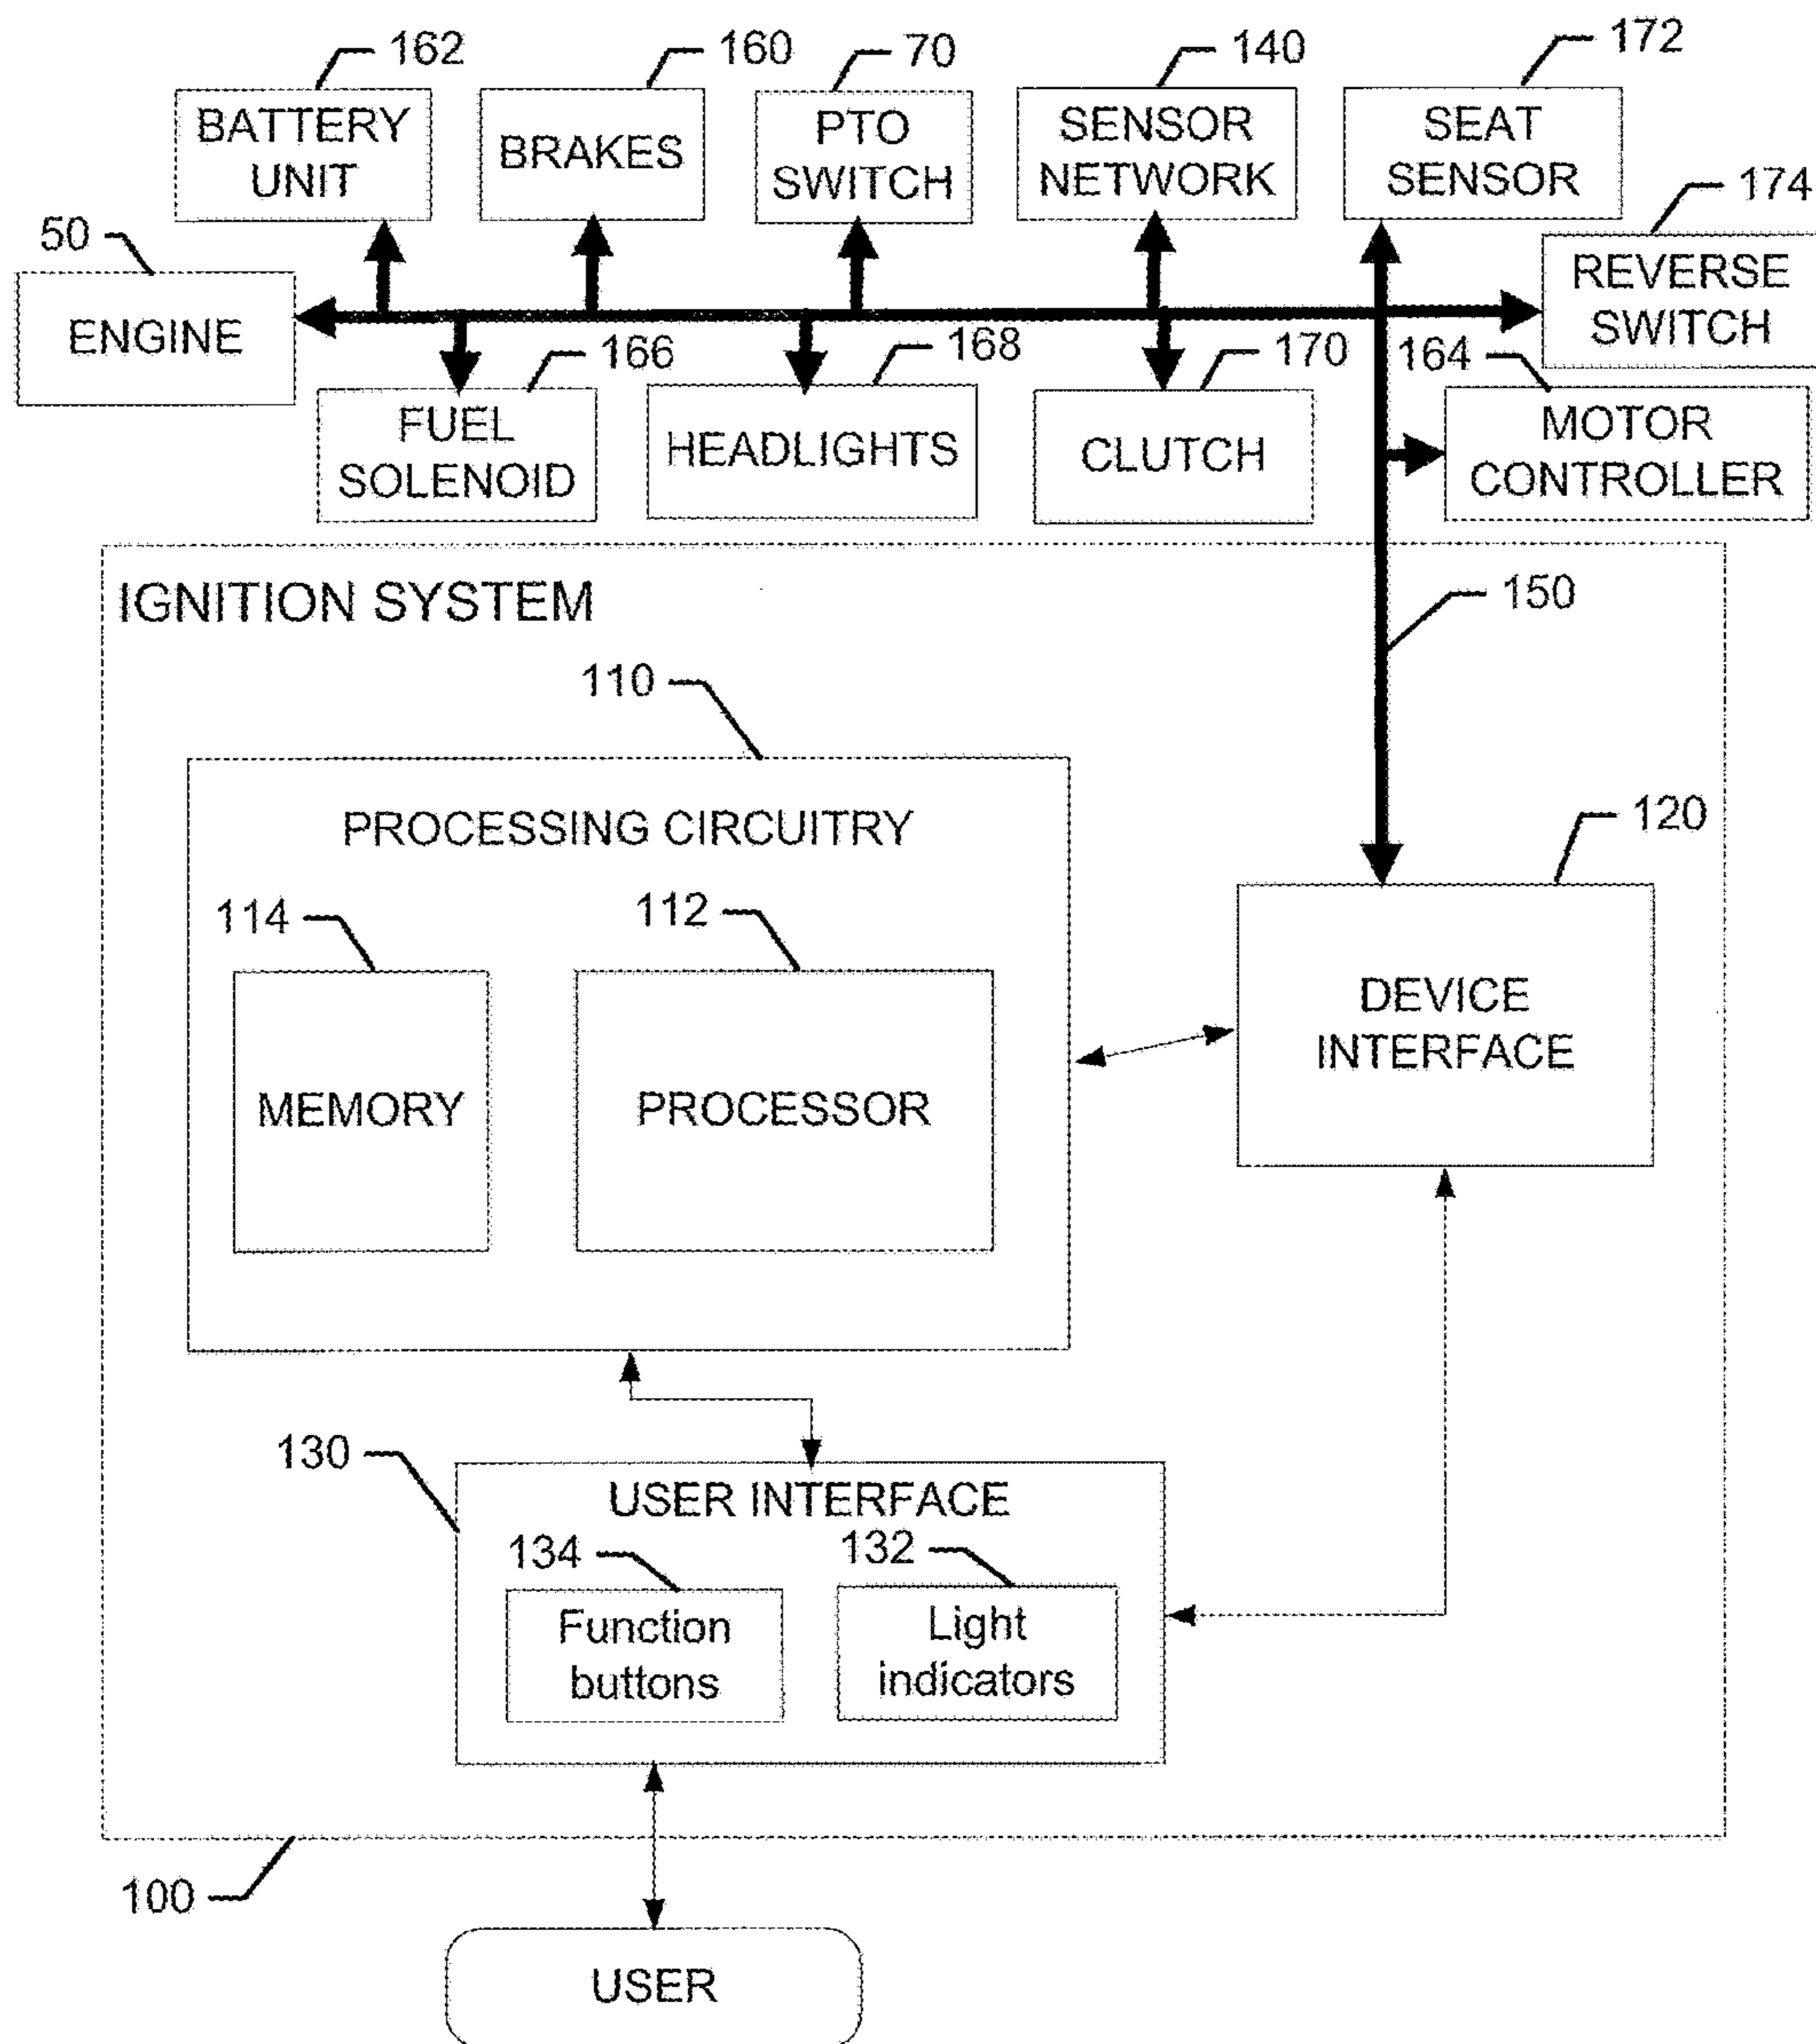 162
160
70
140
172
BATTERY
UNIT
BRAKES
PTO
SWITCH
SENSOR
NETWORK
SEAT
SENSOR
174
50
ENGINE
REVERSE
SWITCH
166
168
170
164
FUEL
SOLENOID
HEADLIGHTS
CLUTCH
MOTOR
CONTROLLER
IGNITION SYSTEM
150
110
PROCESSING CIRCUITRY
120
114
112
MEMORY
PROCESSOR
DEVICE
INTERFACE
130
USER INTERFACE
134
132
Function
buttons
Light
indicators
100
USER